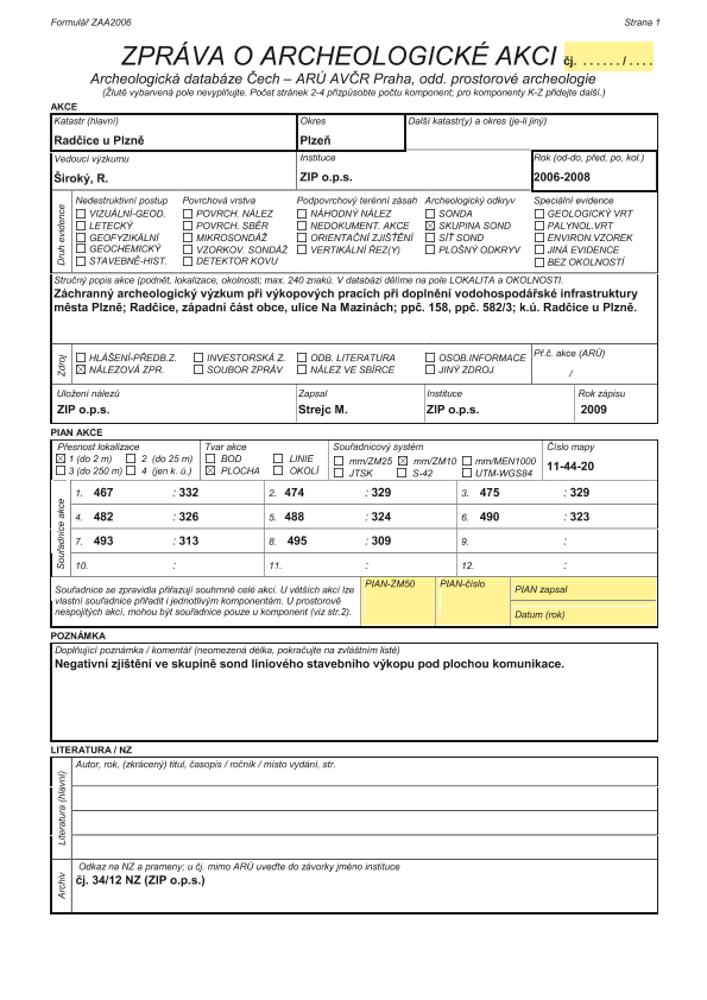 Formulář ZAA2006 Strana 1
ZPRÁVA O ARCHEOLOGICKÉ AKCI čj. ....../....
Archeologická databáze Čech – ARÚ AVČR Praha, odd. prostorové archeologie
(Žlutě vybarvená pole nevyplňujte. Počet stránek 2-4 přizpůsobte počtu komponent; pro komponenty K-Z přidejte další.)
AKCE
Katastr (hlavní) Okres Další katastr(y) a okres (je-li jiný)
Radčice u Plzně Plzeň
Vedoucí výzkumu Instituce Rok (od-do, před, po, kol.)
Široký, R. ZIP o.p.s. 2006-2008
Druh evidence
Nedestruktivní postup Povrchová vrstva Podpovrchový terénní zásah Archeologický odkryv Speciální evidence
☐ VIZUÁLNÍ-GEOD. ☐ POVRCH. NÁLEZ ☐ NÁHODNÝ NÁLEZ ☐ SONDA ☐ GEOLOGICKÝ VRT
☐ LETECKÝ ☐ POVRCH. SBĚR ☐ NEDOKUMENT. AKCE ☒ SKUPINA SOND ☐ PALYNOL.VRT
☐ GEOFYZIKÁLNÍ ☐ MIKROSONDÁŽ ☐ ORIENTAČNÍ ZJIŠTĚNÍ ☐ SÍŤ SOND ☐ ENVIRON.VZOREK
☐ GEOCHEMICKÝ ☐ VZORKOV. SONDÁŽ ☐ VERTIKÁLNÍ ŘEZ(Y) ☐ PLOŠNÝ ODKRYV ☐ JINÁ EVIDENCE
☐ STAVEBNĚ-HIST. ☐ DETEKTOR KOVU ☐ BEZ OKOLNOSTÍ
Stručný popis akce (podnět, lokalizace, okolnosti; max. 240 znaků. V databázi dělíme na pole LOKALITA a OKOLNOSTI.
Záchranný archeologický výzkum při výkopových pracích při doplnění vodohospodářské infrastruktury
města Plzně; Radčice, západní část obce, ulice Na Mazinách; ppč. 158, ppč. 582/3; k.ú. Radčice u Plzně.
Zdroj
☐ HLÁŠENÍ-PŘEDB.Z. ☐ INVESTORSKÁ Z. ☐ ODB. LITERATURA ☐ OSOB.INFORMACE Př.č. akce (ARÚ)
☒ NÁLEZOVÁ ZPR. ☐ SOUBOR ZPRÁV ☐ NÁLEZ VE SBÍRCE ☐ JINÝ ZDROJ /
Uložení nálezů Zapsal Instituce Rok zápisu
ZIP o.p.s. Strejc M. ZIP o.p.s. 2009
PIAN AKCE
Přesnost lokalizace Tvar akce Souřadnicový systém Číslo mapy
☒ 1 (do 2 m) ☐ 2 (do 25 m) ☐ BOD ☐ LINIE ☐ mm/ZM25 ☒ mm/ZM10 ☐ mm/MEN1000 11-44-20
☐ 3 (do 250 m) ☐ 4 (jen k. ú.) ☒ PLOCHA ☐ OKOLÍ ☐ JTSK ☐ S-42 ☐ UTM-WGS84
Souřadnice akce
1. 467 : 332 2. 474 : 329 3. 475 : 329
4. 482 : 326 5. 488 : 324 6. 490 : 323
7. 493 : 313 8. 495 : 309 9. :
10. : 11. : 12. :
Souřadnice se zpravidla přiřazují souhrnně celé akci. U větších akcí lze
vlastní souřadnice přiřadit i jednotlivým komponentám. U prostorově
nespojitých akcí, mohou být souřadnice pouze u komponent (viz str.2).
PIAN-ZM50 PIAN-číslo PIAN zapsal
Datum (rok)
POZNÁMKA
Doplňující poznámka / komentář (neomezená délka, pokračujte na zvláštním listě)
Negativní zjištění ve skupině sond liniového stavebního výkopu pod plochou komunikace.
LITERATURA / NZ
Literatura (hlavní)
Autor, rok, (zkrácený) titul, časopis / ročník / místo vydání, str.
Archiv
Odkaz na NZ a prameny; u čj. mimo ARÚ uveďte do závorky jméno instituce
čj. 34/12 NZ (ZIP o.p.s.)